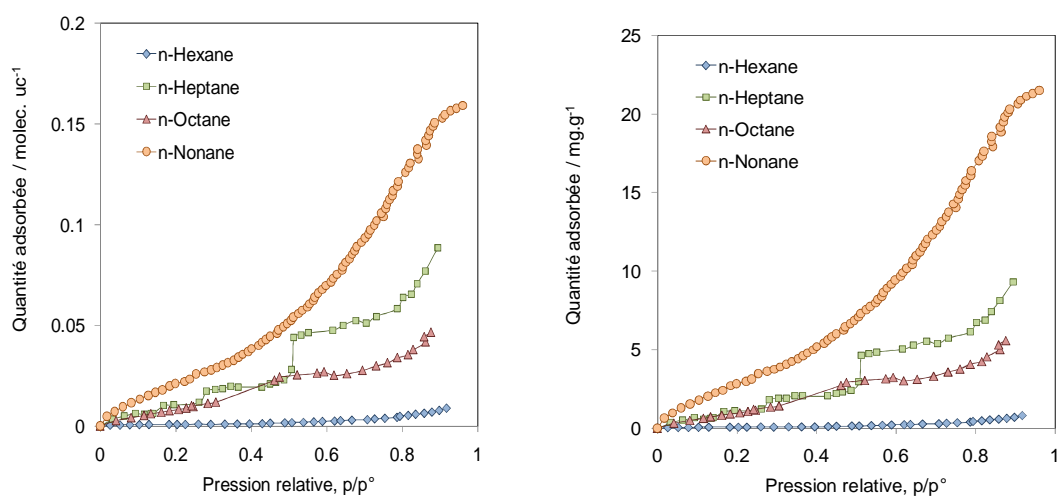 Quantité adsorbée / molec. uc⁻¹
0.2
0.15
0.1
0.05
0
n-Hexane
n-Heptane
n-Octane
n-Nonane
0 0.2 0.4 0.6 0.8 1
Pression relative, p/p°
Quantité adsorbée / mg.g⁻¹
25
20
15
10
5
0
n-Hexane
n-Heptane
n-Octane
n-Nonane
0 0.2 0.4 0.6 0.8 1
Pression relative, p/p°